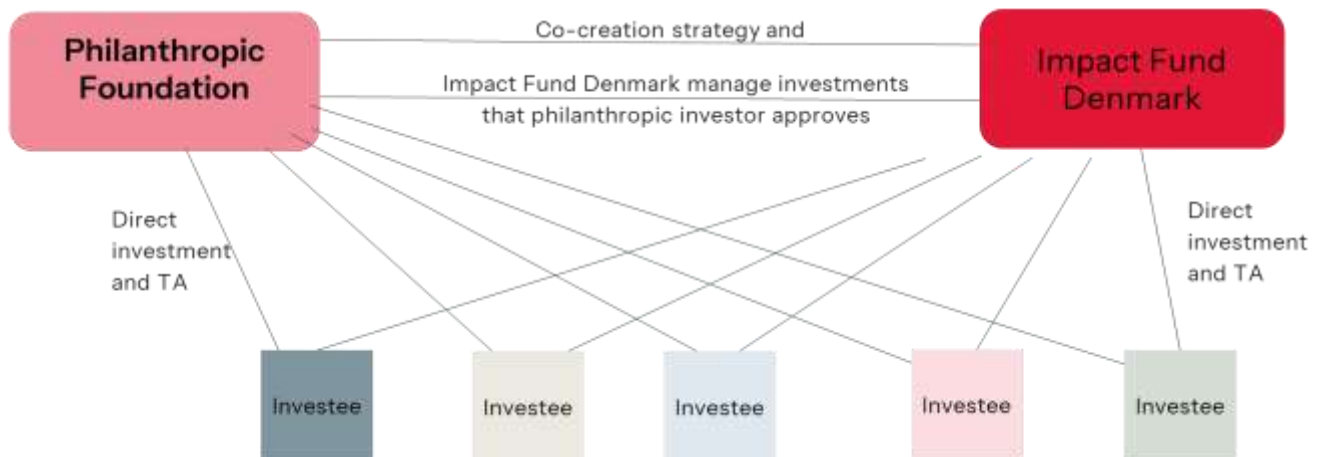 Philanthropic
Foundation
Co-creation strategy and
Impact Fund Denmark manage investments
that philanthropic investor approves
Impact Fund
Denmark
Direct
investment
and TA
Direct
investment
and TA
Investee
Investee
Investee
Investee
Investee